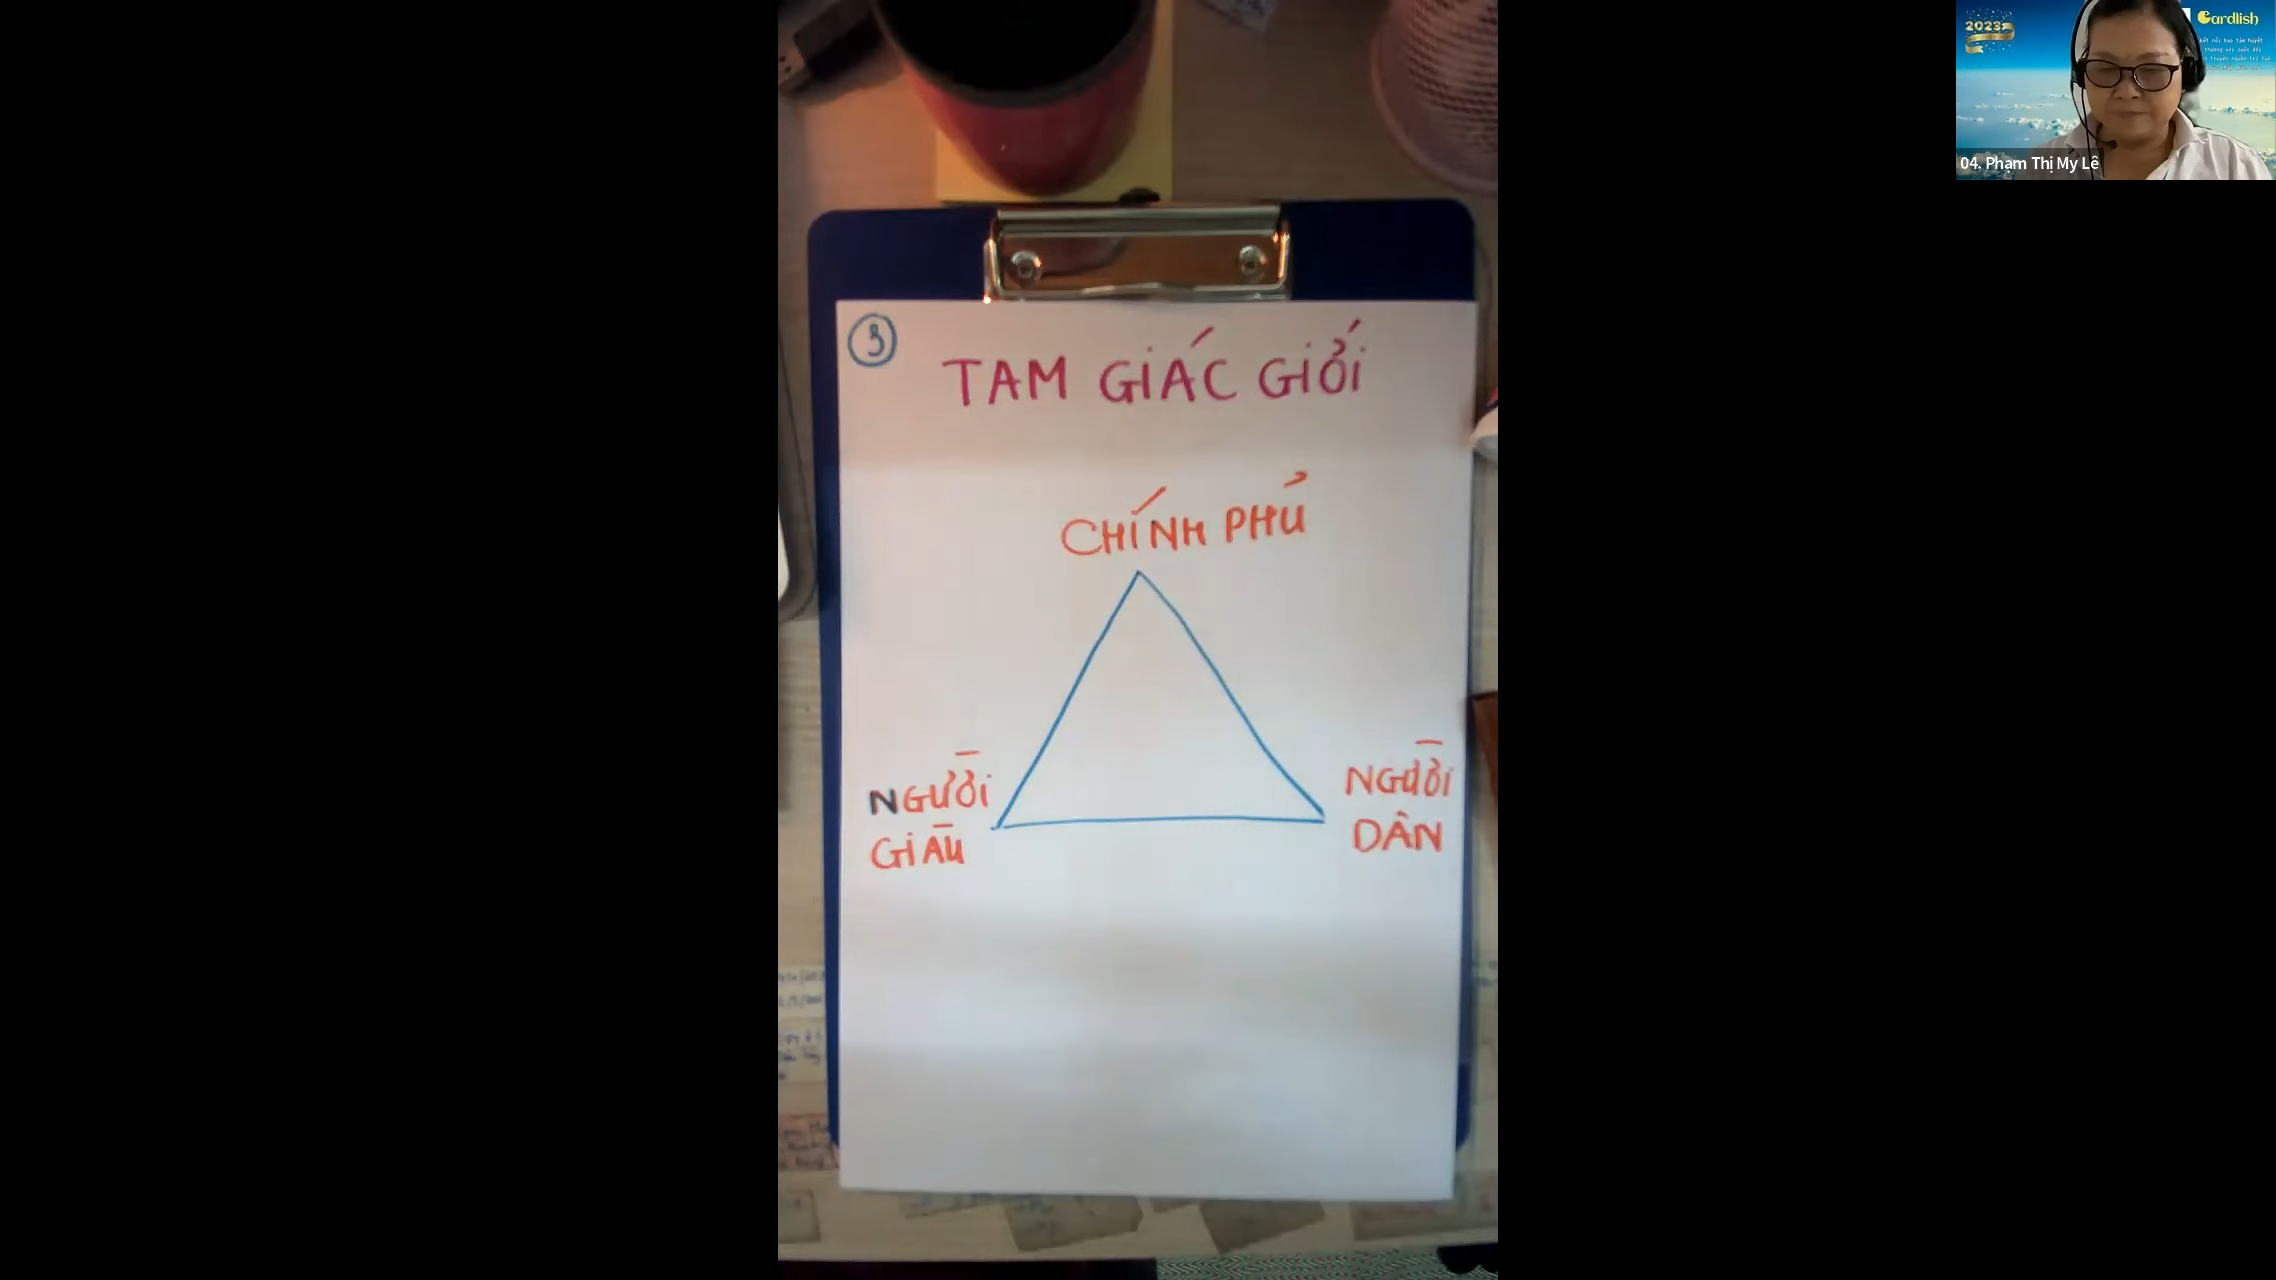 2023
Cardlish
04. Phạm Thị My Lê
3
TAM GIÁC GIỚI
CHÍNH PHỦ
NGƯỜI
GIÀU
NGƯỜI
DÂN